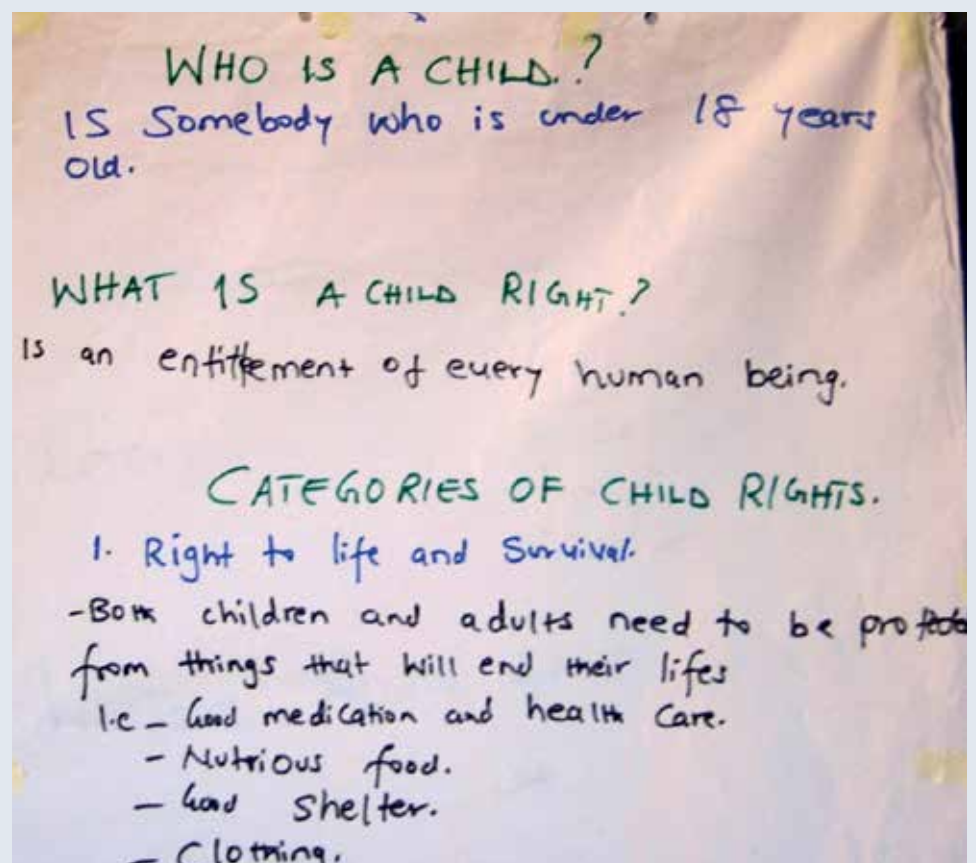 WHO IS A CHILD.?
IS Somebody who is under 18 years
old.
WHAT IS A CHILD RIGHT?
Is an entitlement of every human being.
CATEGORIES OF CHILD RIGHTS.
1. Right to life and Survival.
- Both children and adults need to be
from things that will end their lifes
I.e - Good medication and health care.
- Nutrious food.
- Good Shelter.
- Clothing.